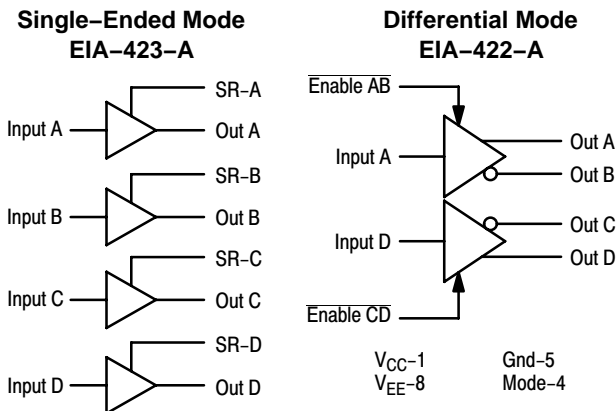 Single–Ended Mode
EIA–423–A
SR–A
Input A
Out A
SR–B
Input B
Out B
SR–C
Input C
Out C
SR–D
Input D
Out D
Differential Mode
EIA–422–A
Enable AB
Input A
Out A
Out B
Out C
Input D
Out D
Enable CD
VCC–1 Gnd–5
VEE–8 Mode–4